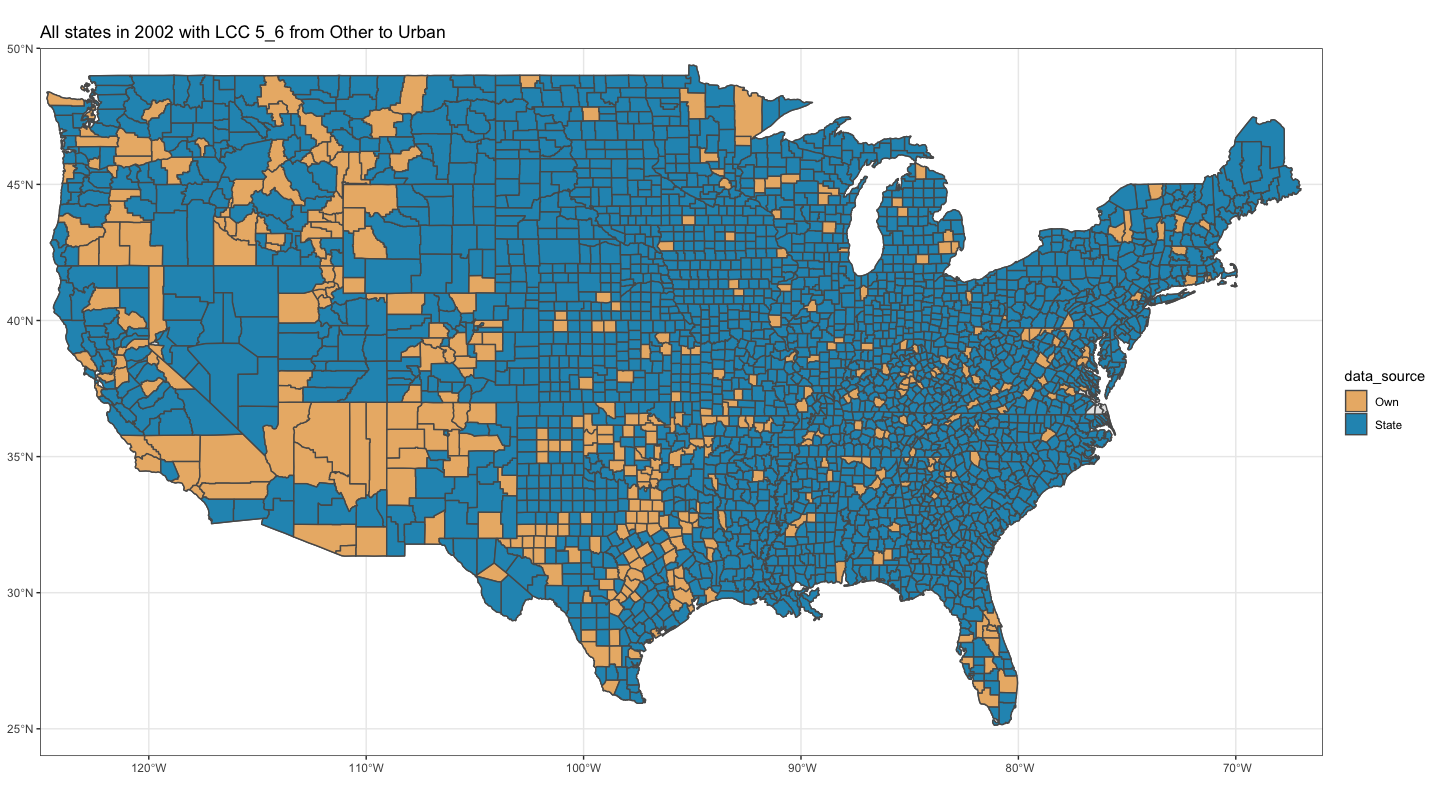 All states in 2002 with LCC 5_6 from Other to Urban
50°N
45°N
40°N
35°N
30°N
25°N
120°W
110°W
100°W
90°W
80°W
70°W
data_source
Own
State